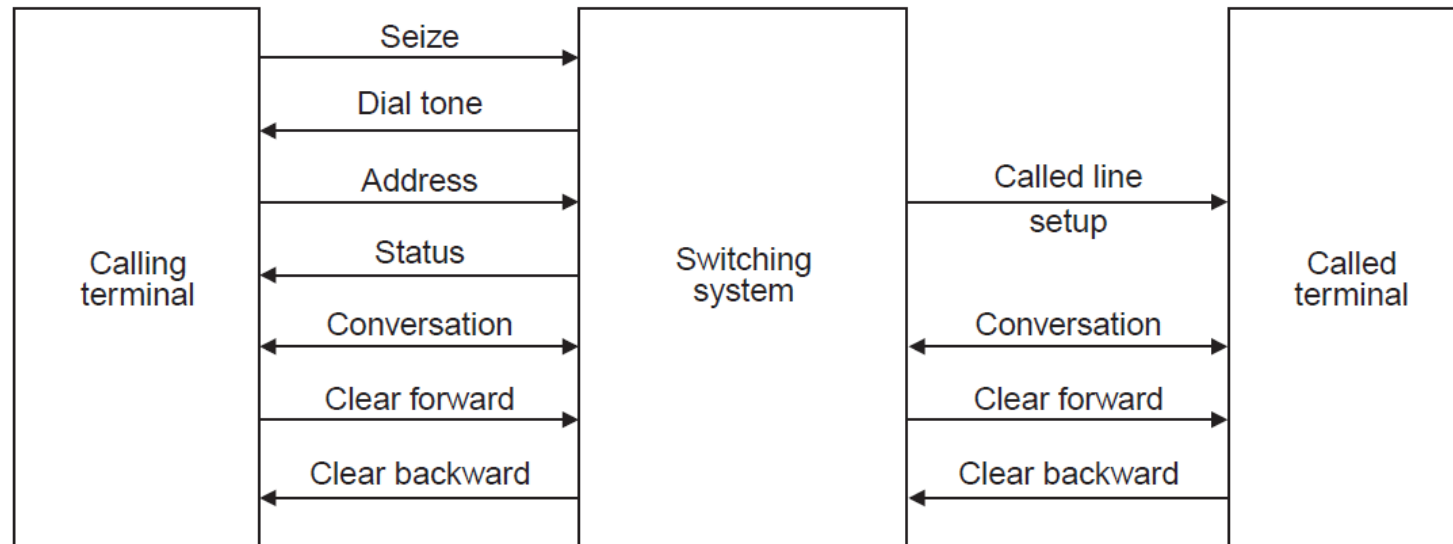 Seize
Dial tone
Address
Called line
setup
Status
Calling
terminal
Switching
system
Called
terminal
Conversation
Conversation
Clear forward
Clear forward
Clear backward
Clear backward